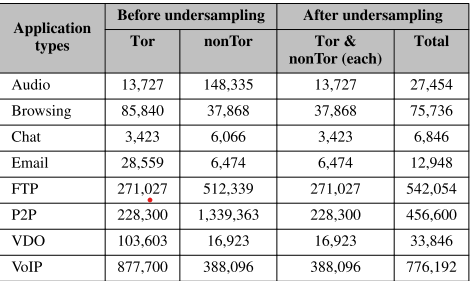 Application types Before undersampling After undersampling
Tor nonTor Tor & nonTor (each) Total
Audio 13,727 148,335 13,727 27,454
Browsing 85,840 37,868 37,868 75,736
Chat 3,423 6,066 3,423 6,846
Email 28,559 6,474 6,474 12,948
FTP 271,027 512,339 271,027 542,054
P2P 228,300 1,339,363 228,300 456,600
VDO 103,603 16,923 16,923 33,846
VoIP 877,700 388,096 388,096 776,192